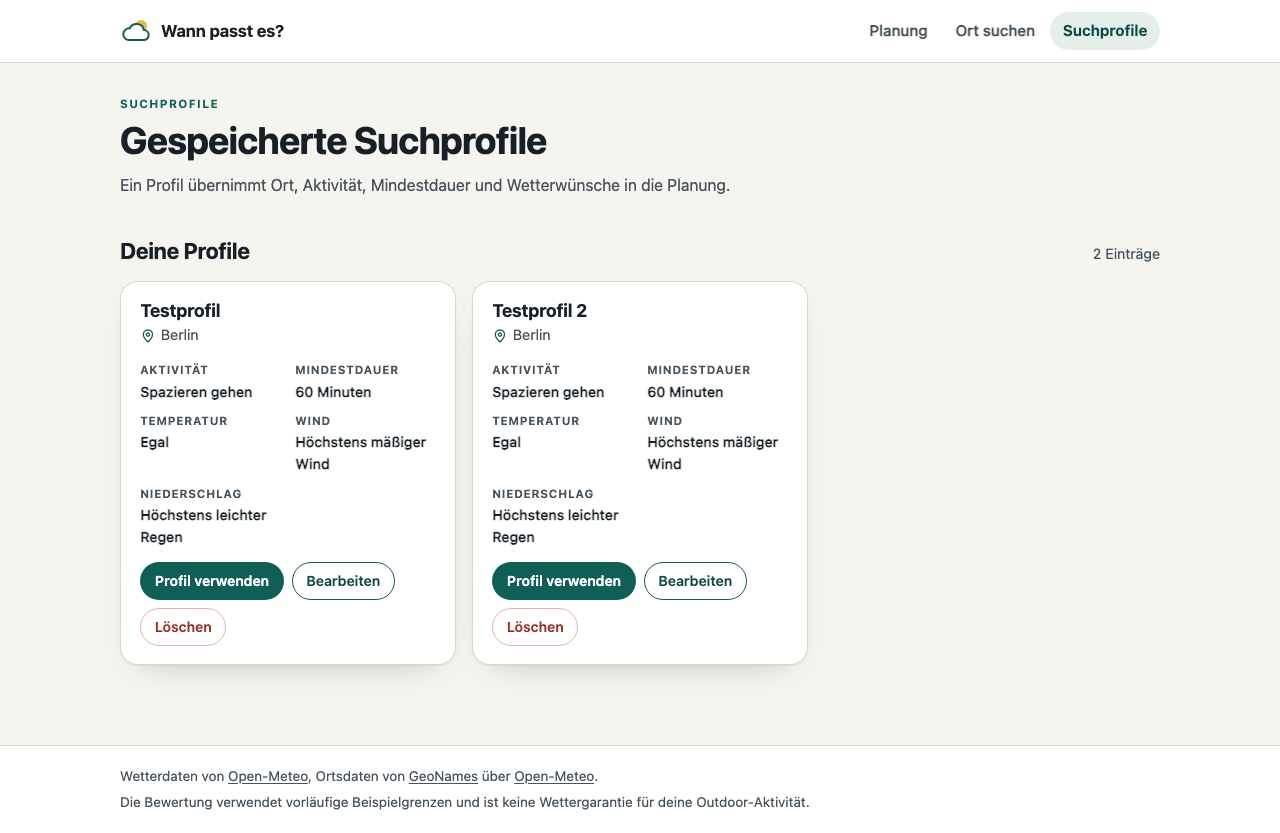 Wann passt es?
Planung
Ort suchen
Suchprofile
SUCHPROFILE
Gespeicherte Suchprofile
Ein Profil übernimmt Ort, Aktivität, Mindestdauer und Wetterwünsche in die Planung.
Deine Profile
2 Einträge
Testprofil
Berlin
AKTIVITÄT
Spazieren gehen
MINDESTDAUER
60 Minuten
TEMPERATUR
Egal
WIND
Höchstens mäßiger
Wind
NIEDERSCHLAG
Höchstens leichter
Regen
Profil verwenden
Bearbeiten
Löschen
Testprofil 2
Berlin
AKTIVITÄT
Spazieren gehen
MINDESTDAUER
60 Minuten
TEMPERATUR
Egal
WIND
Höchstens mäßiger
Wind
NIEDERSCHLAG
Höchstens leichter
Regen
Profil verwenden
Bearbeiten
Löschen
Wetterdaten von Open-Meteo, Ortsdaten von GeoNames über Open-Meteo.
Die Bewertung verwendet vorläufige Beispielgrenzen und ist keine Wettergarantie für deine Outdoor-Aktivität.